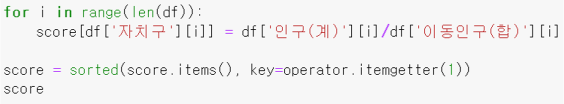 for i in range(len(df)):
    score[df['자치구'][i]] = df['인구(계)'][i]/df['이동인구(합)'][i]
score = sorted(score.items(), key=operator.itemgetter(1))
score